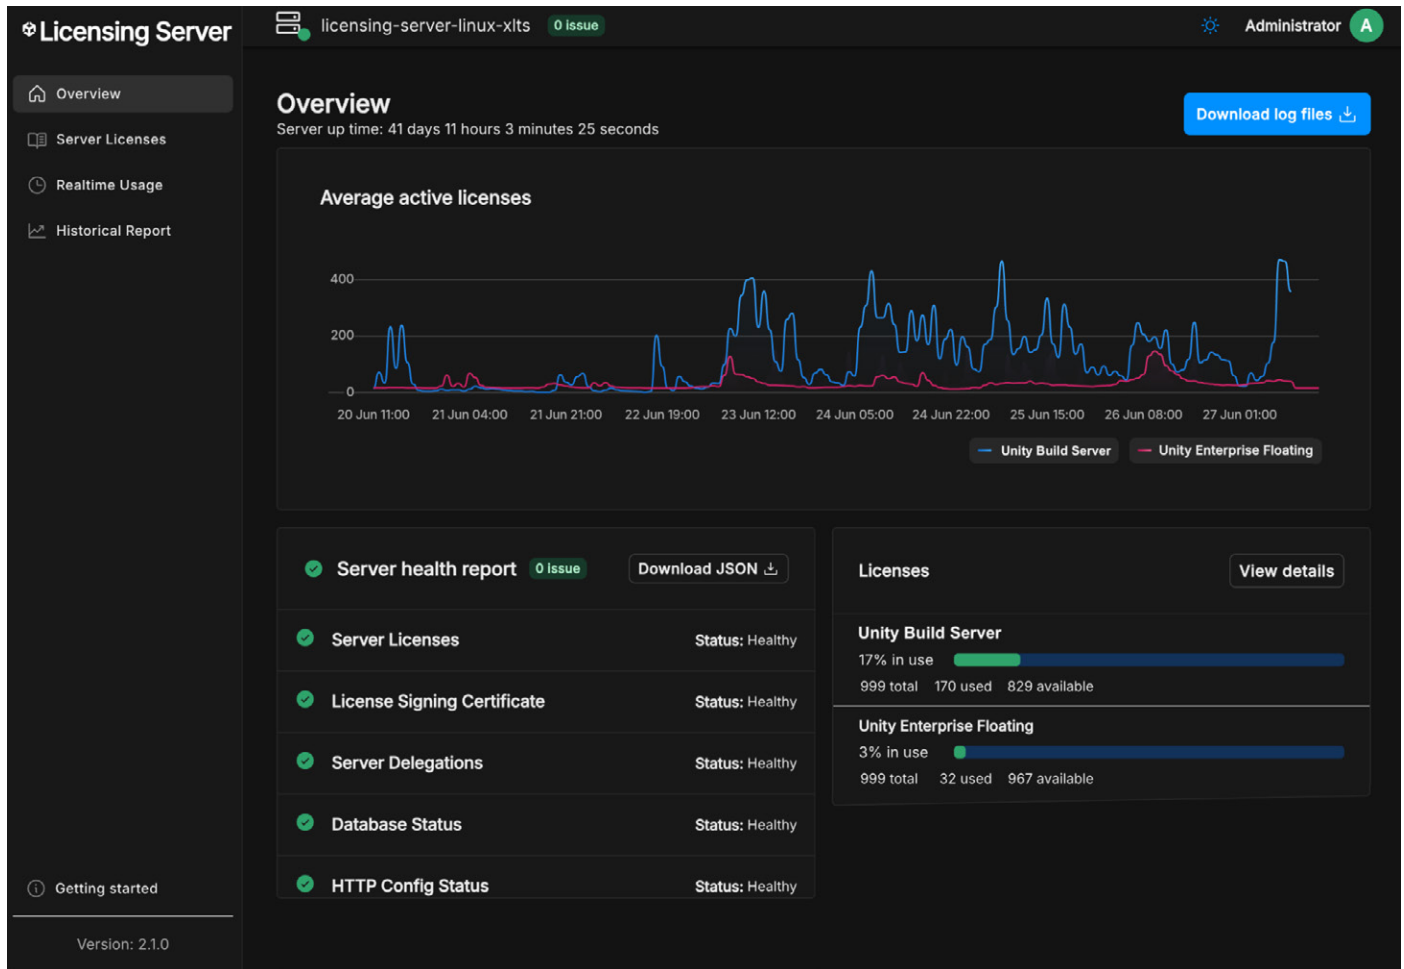 Licensing Server
licensing-server-linux-xlts
0 issue
Administrator
A
Overview
Server Licenses
Realtime Usage
Historical Report
Getting started
Version: 2.1.0
Overview
Server up time: 41 days 11 hours 3 minutes 25 seconds
Download log files
Average active licenses
400
200
0
20 Jun 11:00 21 Jun 04:00 21 Jun 21:00 22 Jun 19:00 23 Jun 12:00 24 Jun 05:00 24 Jun 22:00 25 Jun 15:00 26 Jun 08:00 27 Jun 01:00
Unity Build Server Unity Enterprise Floating
Server health report 0 issue Download JSON
Server Licenses Status: Healthy
License Signing Certificate Status: Healthy
Server Delegations Status: Healthy
Database Status Status: Healthy
HTTP Config Status Status: Healthy
Licenses View details
Unity Build Server
17% in use
999 total 170 used 829 available
Unity Enterprise Floating
3% in use
999 total 32 used 967 available